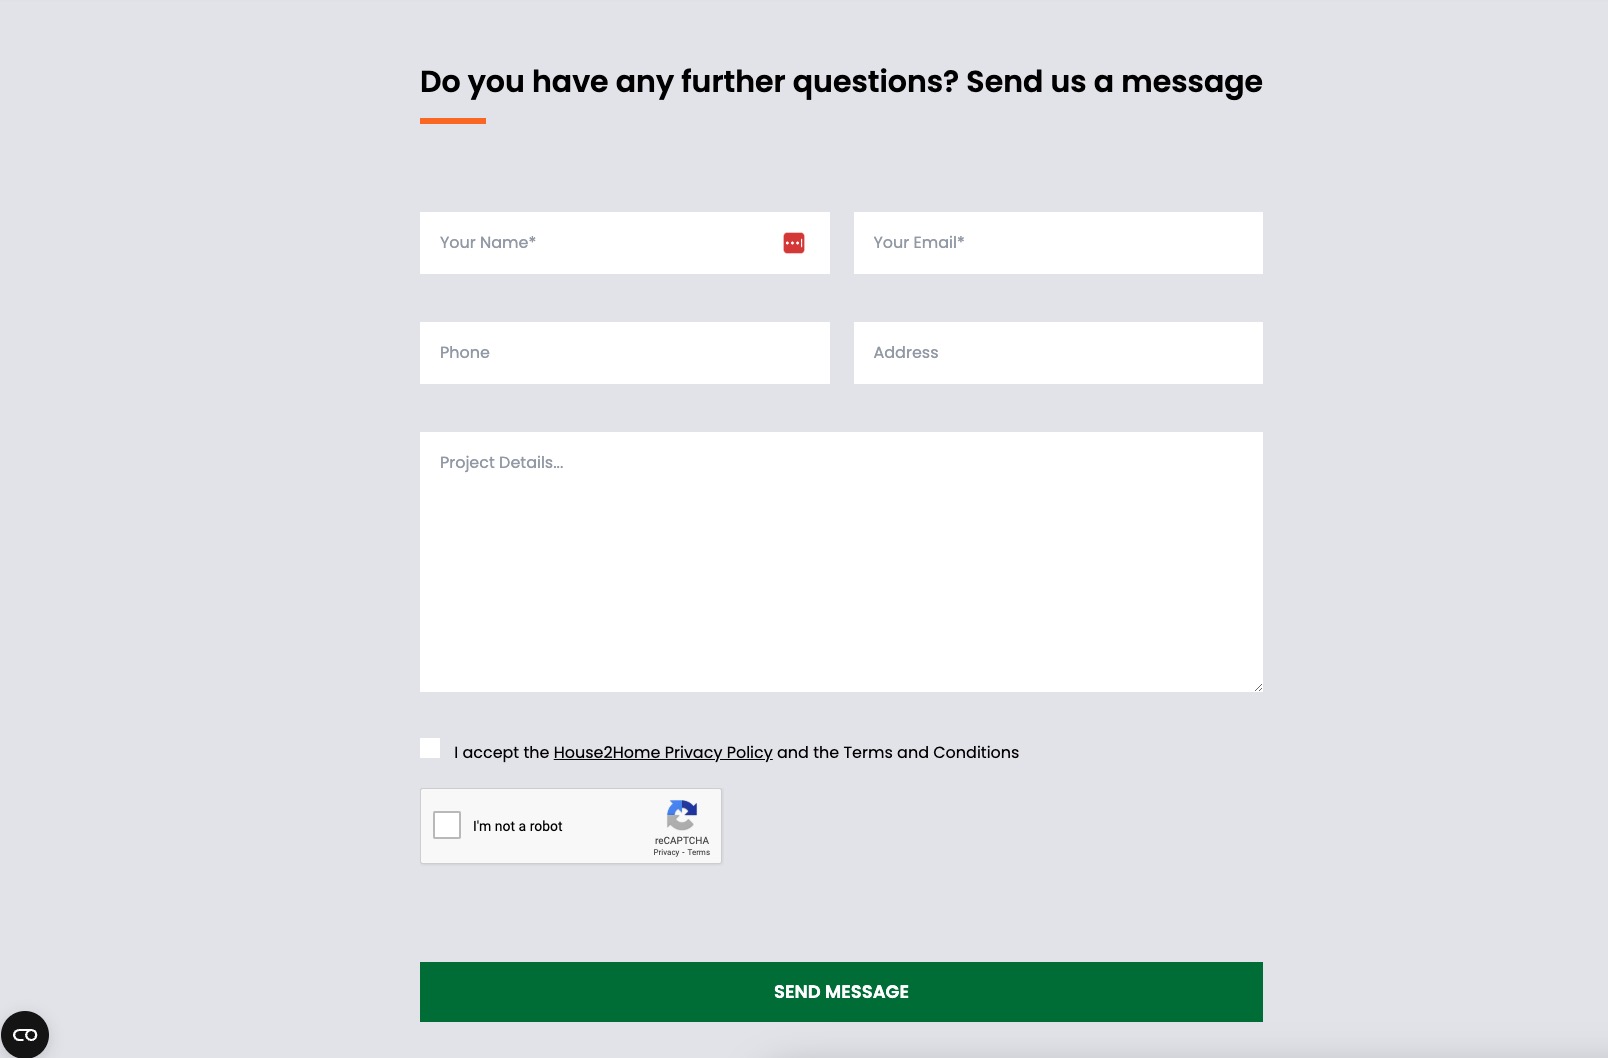 Do you have any further questions? Send us a message
Your Name*
Your Email*
Phone
Address
Project Details...
I accept the House2Home Privacy Policy and the Terms and Conditions
I'm not a robot
reCAPTCHA
Privacy - Terms
SEND MESSAGE